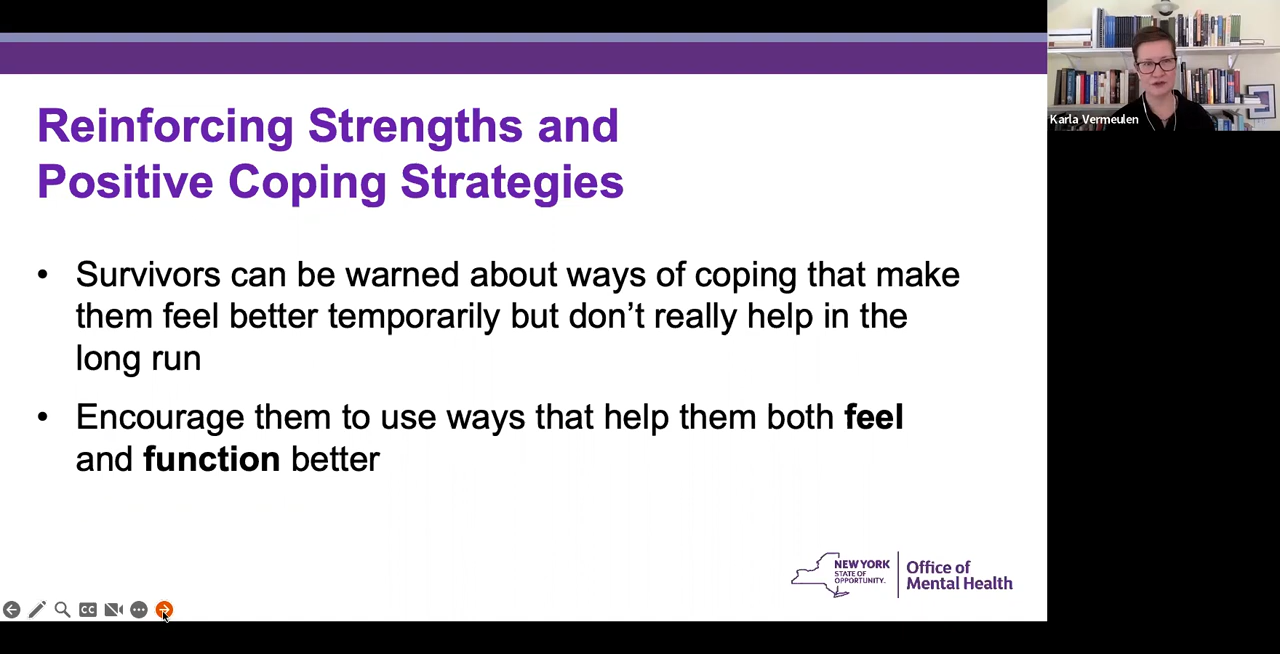 Reinforcing Strengths and
Positive Coping Strategies
• Survivors can be warned about ways of coping that make
them feel better temporarily but don’t really help in the
long run
• Encourage them to use ways that help them both feel
and function better
NEW YORK
STATE OF
OPPORTUNITY.
Office of
Mental Health
Karla Vermeulen
CC